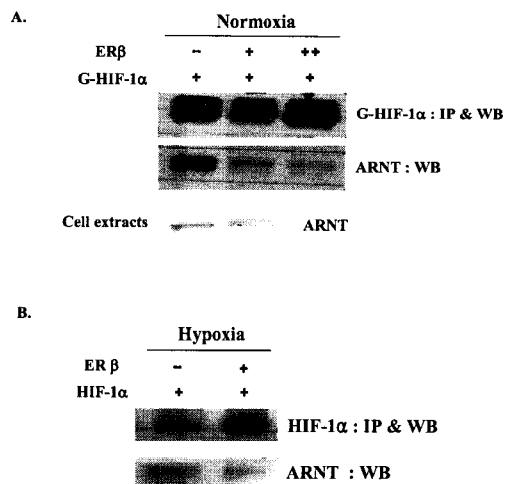 A.
Normoxia
ERβ - + ++
G-HIF-1α + + +
G-HIF-1α : IP & WB
ARNT : WB
Cell extracts ARNT
B.
Hypoxia
ER β - +
HIF-1α + +
HIF-1α : IP & WB
ARNT : WB